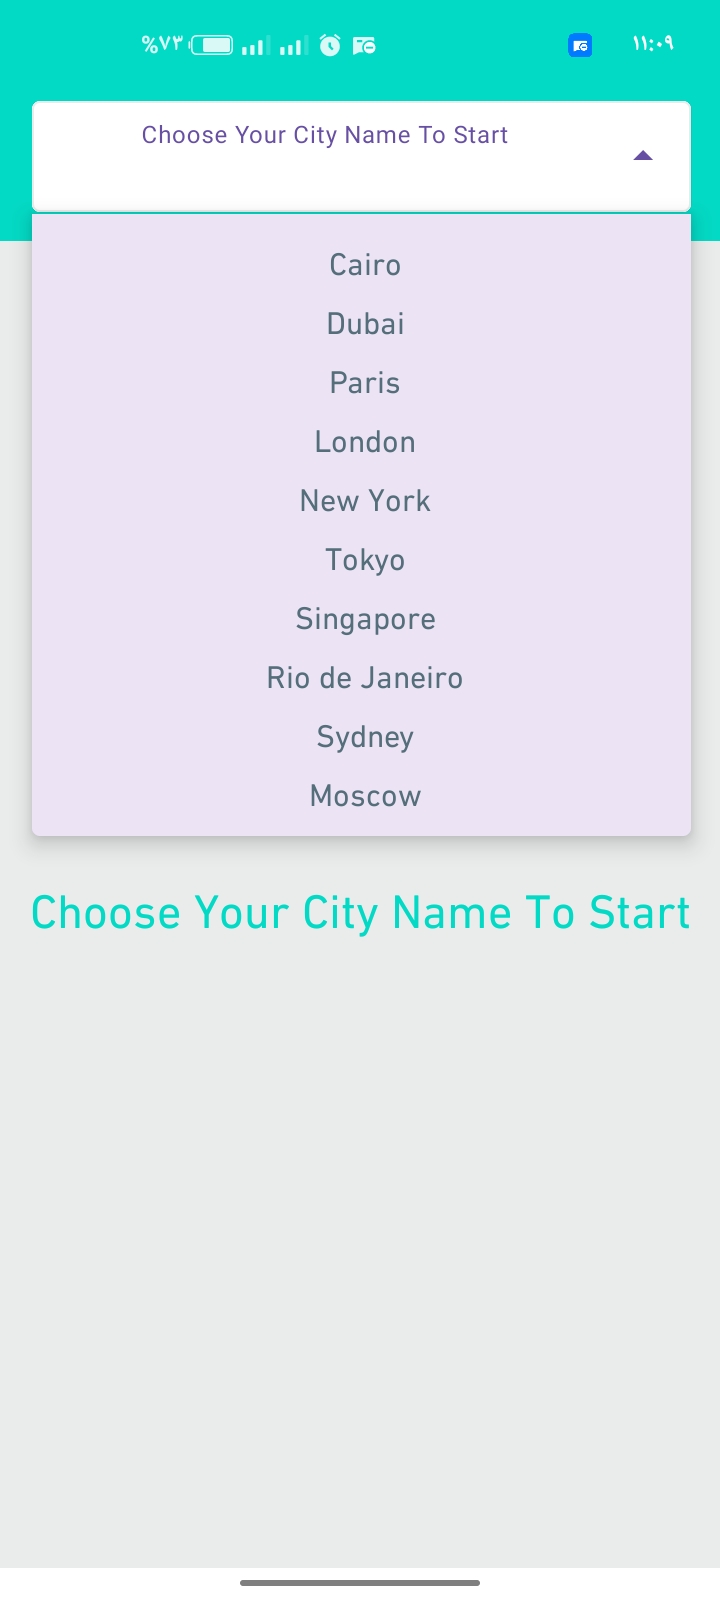 %٧٣
١١:٠٩
Choose Your City Name To Start
Cairo
Dubai
Paris
London
New York
Tokyo
Singapore
Rio de Janeiro
Sydney
Moscow
Choose Your City Name To Start